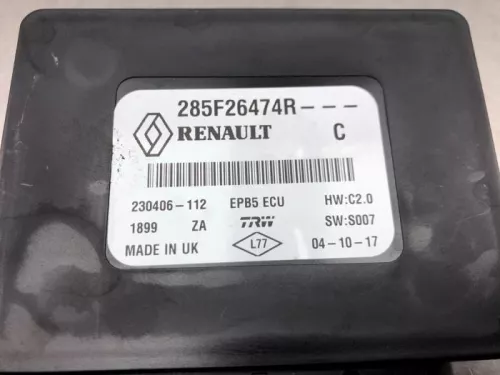 285F26474R---
RENAULT C
230406-112 EPB5 ECU HW:C2.0
1899 ZA TRW SW:S007
MADE IN UK L77 04-10-17